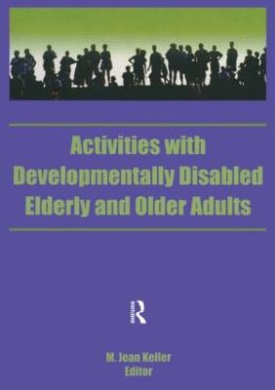 Activities with
Developmentally Disabled
Elderly and Older Adults
R
M. Jean Keller
Editor